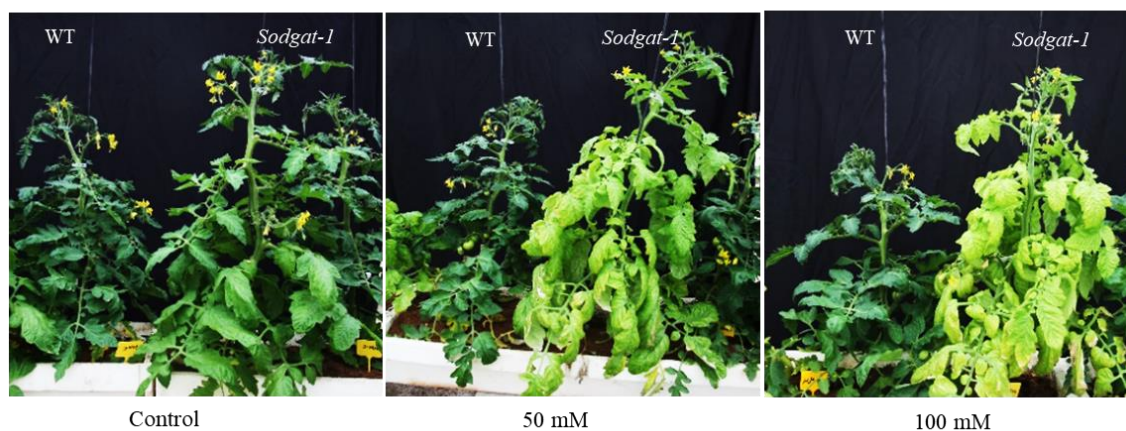 WT
Sodgat-1
WT
Sodgat-1
WT
Sodgat-1
Control
50 mM
100 mM